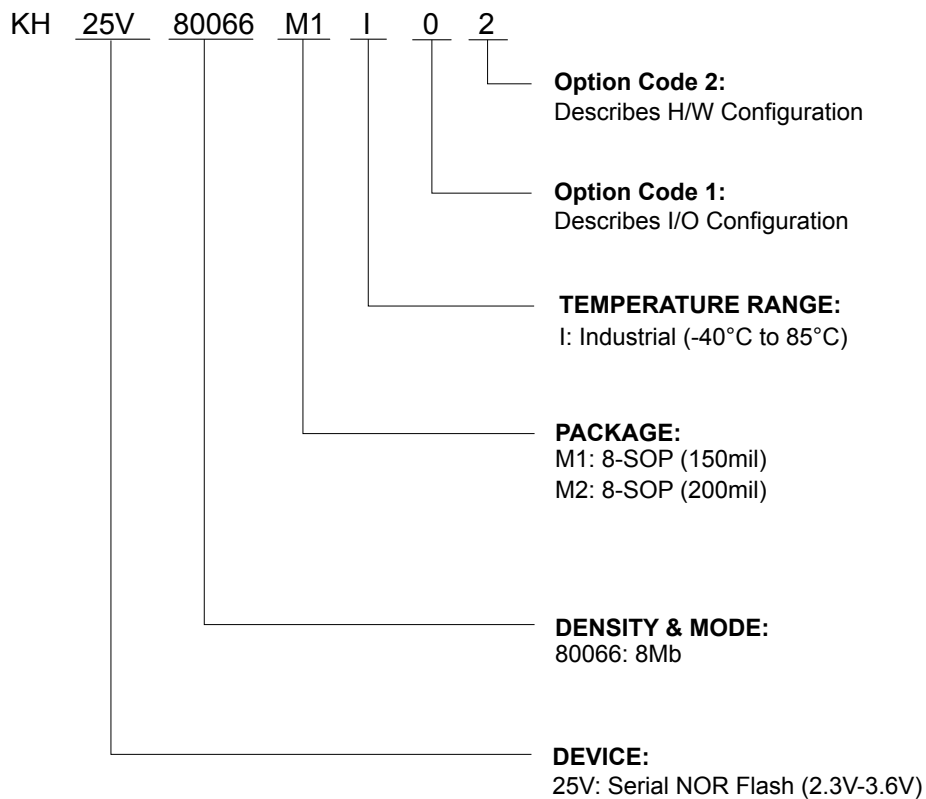 KH 25V 80066 M1 I 0 2
Option Code 2:
Describes H/W Configuration
Option Code 1:
Describes I/O Configuration
TEMPERATURE RANGE:
I: Industrial (-40°C to 85°C)
PACKAGE:
M1: 8-SOP (150mil)
M2: 8-SOP (200mil)
DENSITY & MODE:
80066: 8Mb
DEVICE:
25V: Serial NOR Flash (2.3V-3.6V)